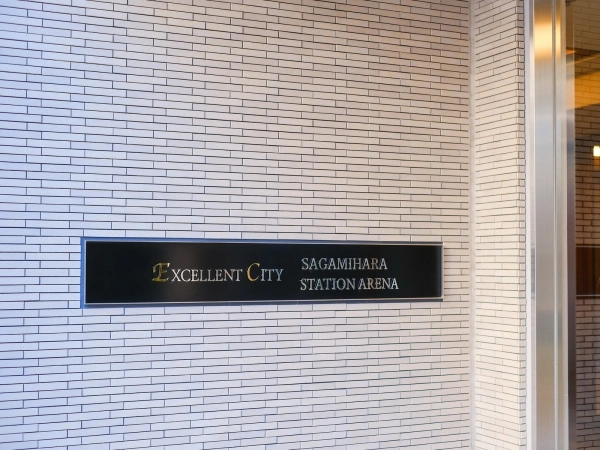 EXCELLENT CITY
SAGAMIHARA
STATION ARENA